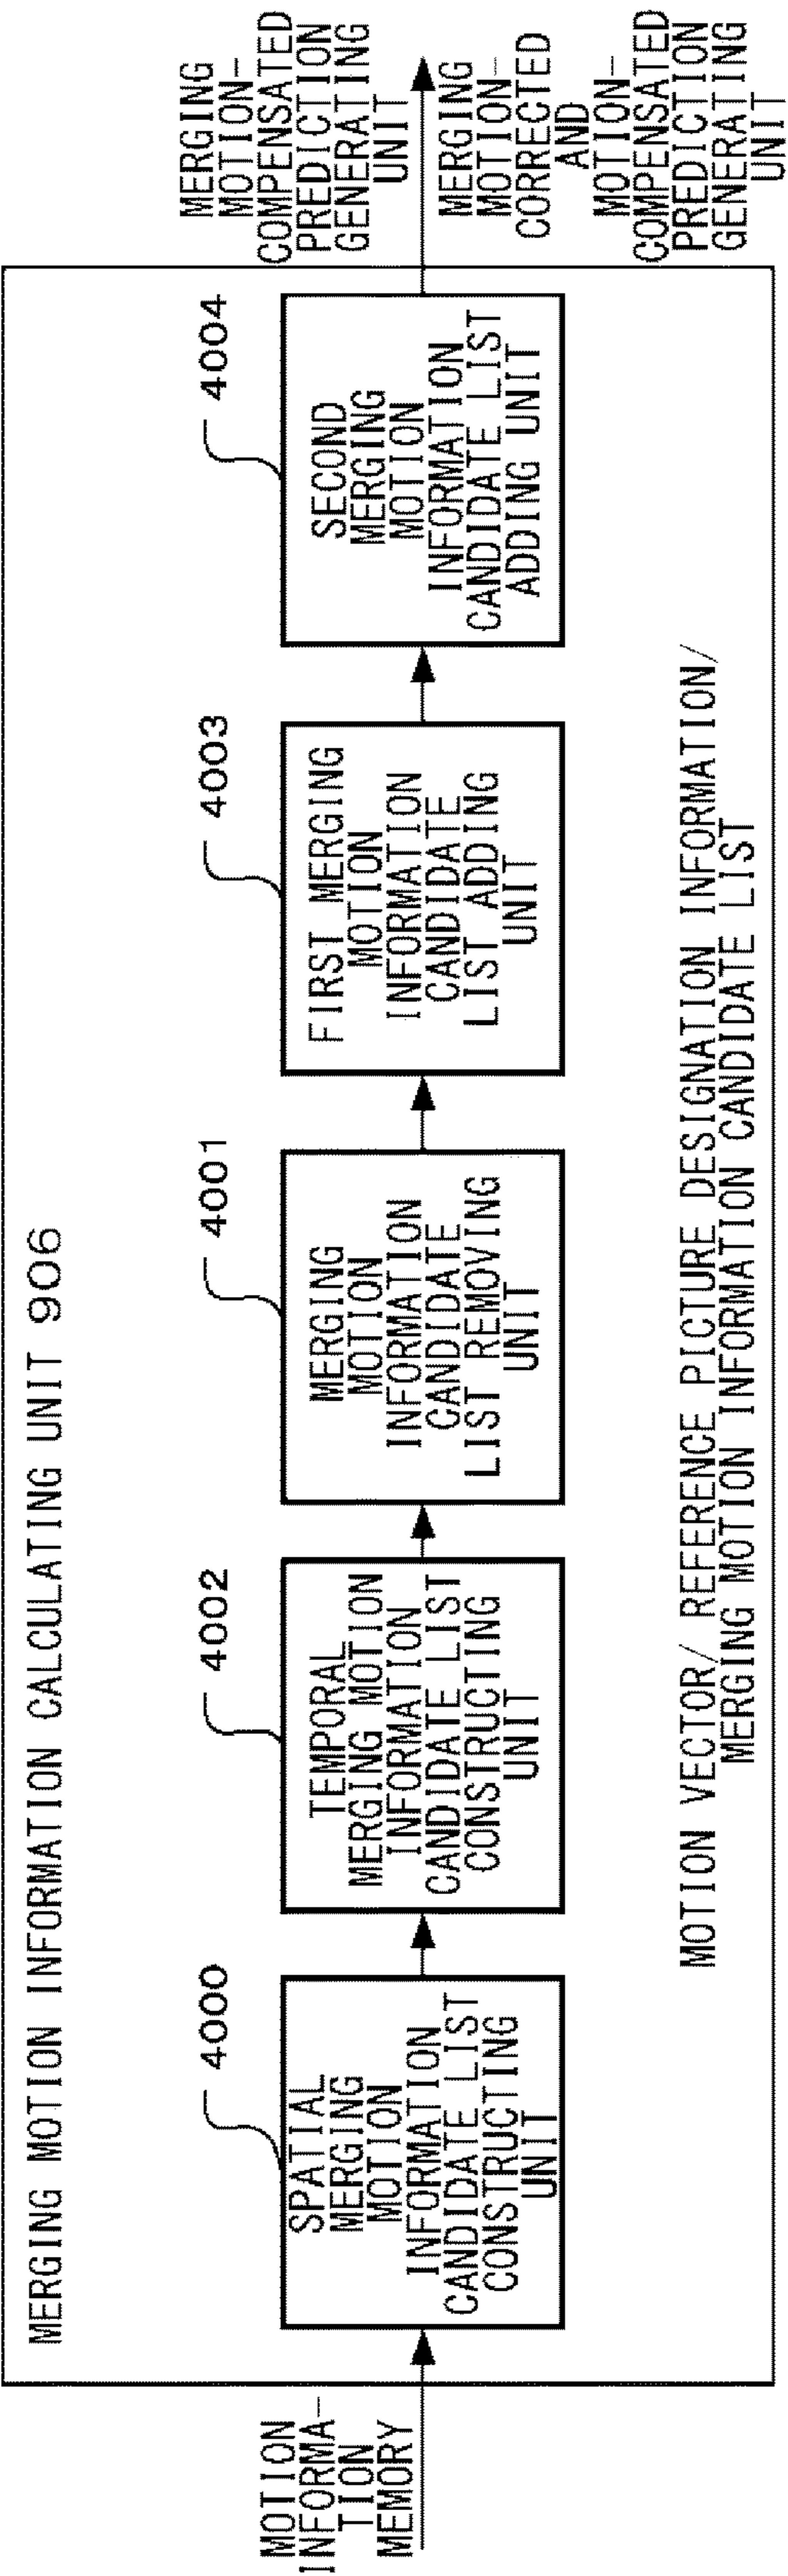 MERGING MOTION INFORMATION CALCULATING UNIT 906
MOTION
INFORMA-
TION
MEMORY
4000
SPATIAL
MERGING
MOTION
INFORMATION
CANDIDATE LIST
CONSTRUCTING
UNIT
4002
TEMPORAL
MERGING MOTION
INFORMATION
CANDIDATE LIST
CONSTRUCTING
UNIT
4001
MERGING
MOTION
INFORMATION
CANDIDATE
LIST REMOVING
UNIT
4003
FIRST MERGING
MOTION
INFORMATION
CANDIDATE
LIST ADDING
UNIT
4004
SECOND
MERGING
MOTION
INFORMATION
CANDIDATE LIST
ADDING UNIT
MERGING
MOTION-
COMPENSATED
PREDICTION
GENERATING
UNIT
MERGING
MOTION-
CORRECTED
AND
MOTION-
COMPENSATED
PREDICTION
GENERATING
UNIT
MOTION VECTOR/ REFERENCE PICTURE DESIGNATION INFORMATION/
MERGING MOTION INFORMATION CANDIDATE LIST